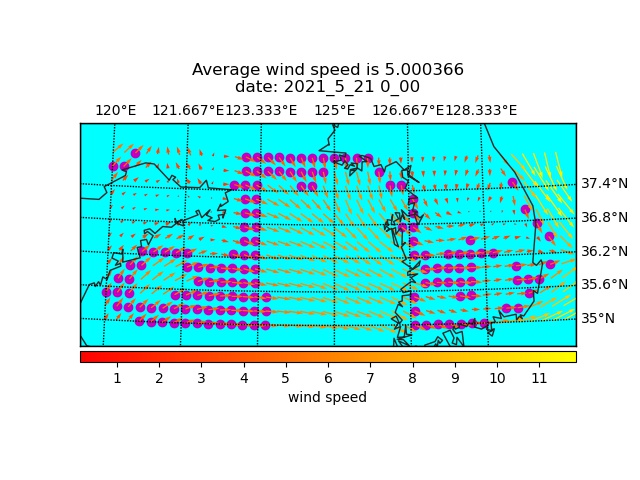 Average wind speed is 5.000366
date: 2021_5_21 0_00
120°E 121.667°E 123.333°E 125°E 126.667°E 128.333°E
37.4°N
36.8°N
36.2°N
35.6°N
35°N
1 2 3 4 5 6 7 8 9 10 11
wind speed